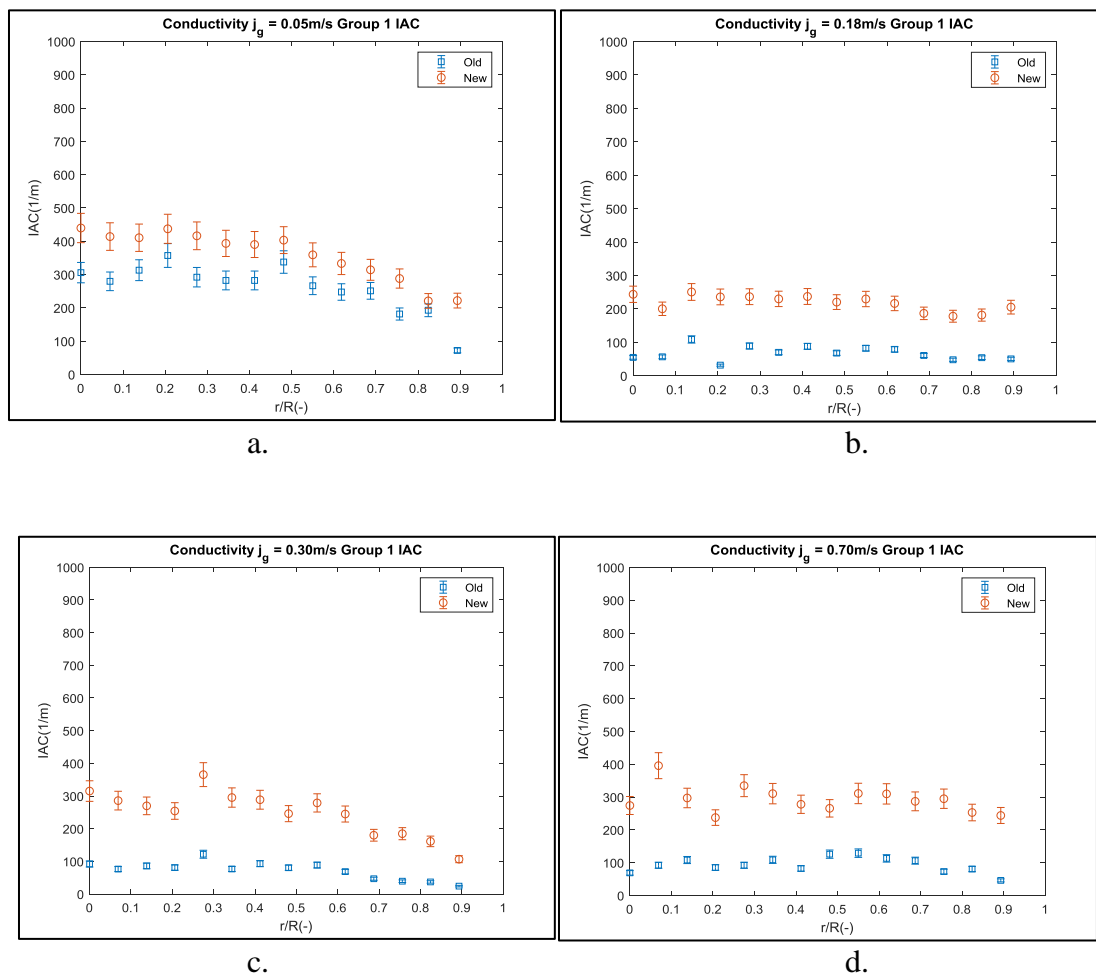 Conductivity j_g = 0.05m/s Group 1 IAC
1000
900
800
700
600
500
400
300
200
100
0
IAC(1/m)
Old
New
0 0.1 0.2 0.3 0.4 0.5 0.6 0.7 0.8 0.9 1
r/R(-)
a.
Conductivity j_g = 0.18m/s Group 1 IAC
1000
900
800
700
600
500
400
300
200
100
0
IAC(1/m)
Old
New
0 0.1 0.2 0.3 0.4 0.5 0.6 0.7 0.8 0.9 1
r/R(-)
b.
Conductivity j_g = 0.30m/s Group 1 IAC
1000
900
800
700
600
500
400
300
200
100
0
IAC(1/m)
Old
New
0 0.1 0.2 0.3 0.4 0.5 0.6 0.7 0.8 0.9 1
r/R(-)
c.
Conductivity j_g = 0.70m/s Group 1 IAC
1000
900
800
700
600
500
400
300
200
100
0
IAC(1/m)
Old
New
0 0.1 0.2 0.3 0.4 0.5 0.6 0.7 0.8 0.9 1
r/R(-)
d.